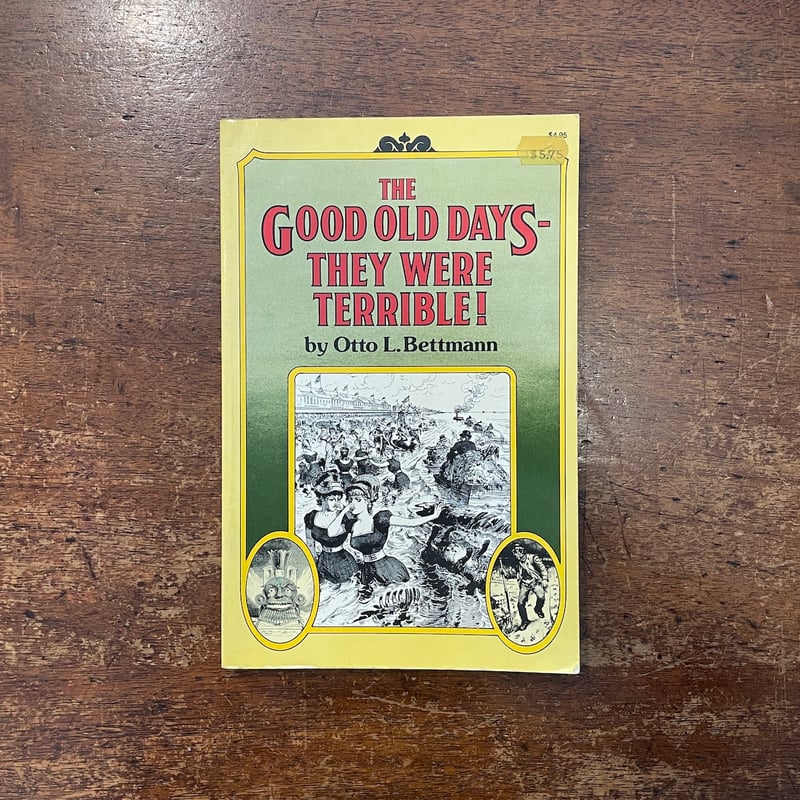 $4.95
$5.75
THE
GOOD OLD DAYS-
THEY WERE
TERRIBLE!
by Otto L. Bettmann